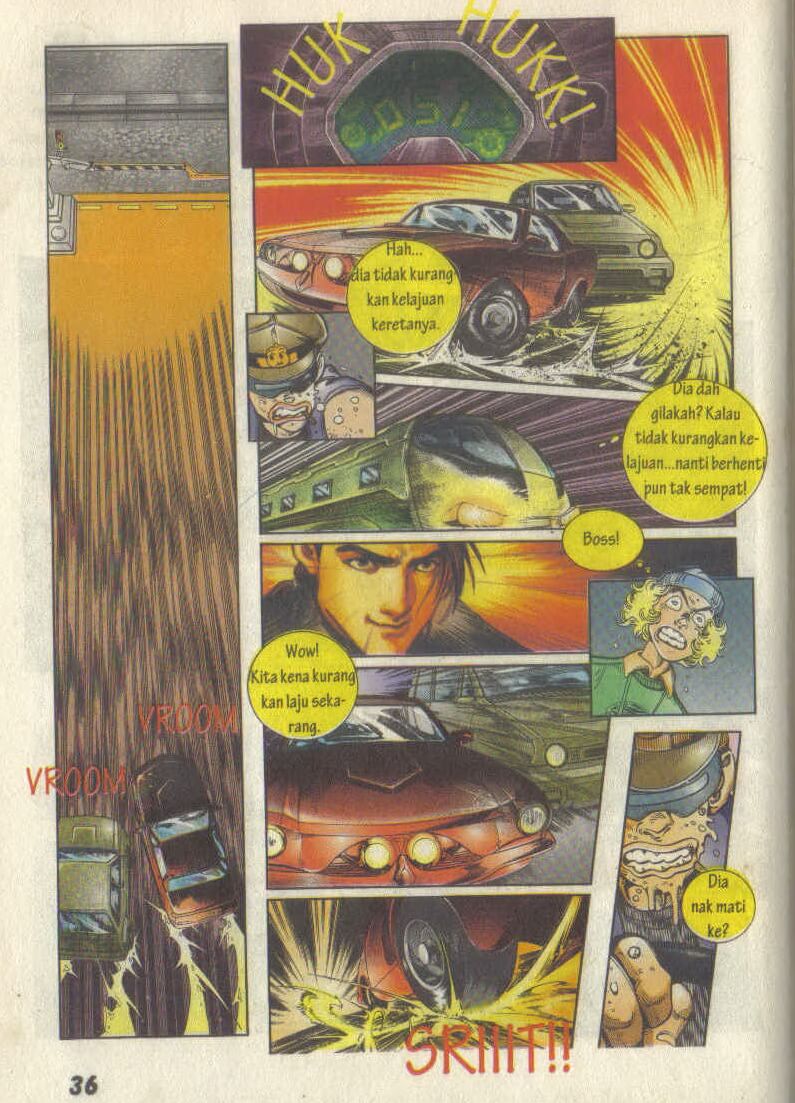 HUK
HUKK!
051
Hah...
dia tidak kurang
kan kelajuan
keretanya.
Dia dah
gilakah? Kalau
tidak kurangkan ke-
lajuan...nanti berhenti
pun tak sempat!
Boss!
Wow!
Kita kena kurang
kan laju seka-
rang.
VROOM
VROOM
Dia
nak mati
ke?
SRIIIT!!
36